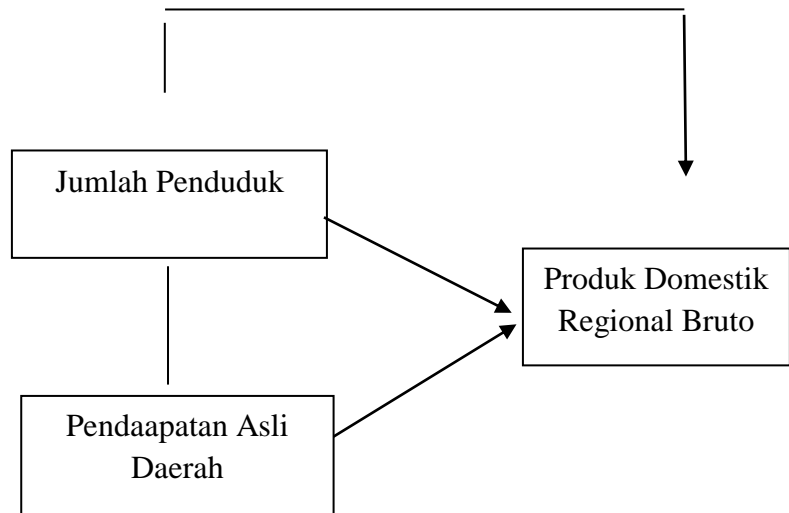 Jumlah Penduduk
Produk Domestik
Regional Bruto
Pendaapatan Asli
Daerah